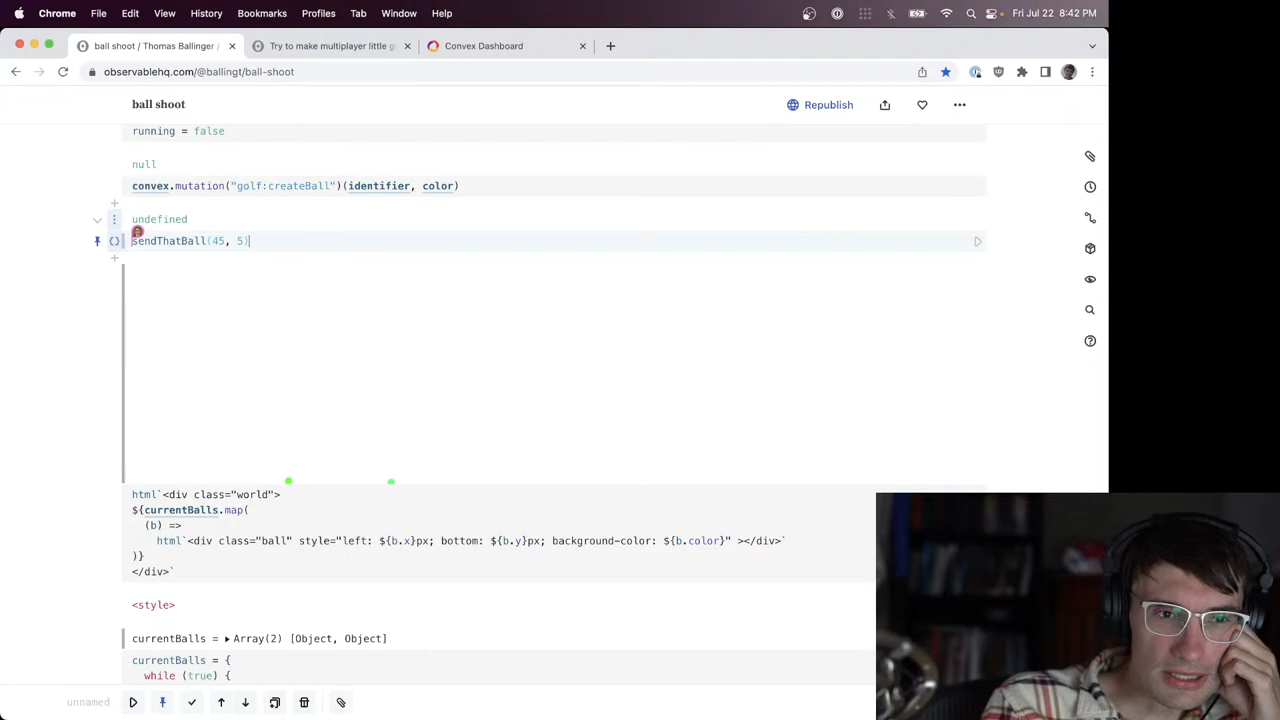 Chrome File Edit View History Bookmarks Profiles Tab Window Help Fri Jul 22 8:42 PM
ball shoot / Thomas Ballinger / Try to make multiplayer little g Convex Dashboard
observablehq.com/@ballingt/ball-shoot
ball shoot Republish
running = false
null
convex.mutation("golf:createBall")(identifier, color)
undefined
sendThatBall(45, 5)
html`<div class="world">
${currentBalls.map(
(b) =>
html`<div class="ball" style="left: ${b.x}px; bottom: ${b.y}px; background-color: ${b.color}" ></div>`
)}
</div>`
<style>
currentBalls = ▸Array(2) [Object, Object]
currentBalls = {
while (true) {
unnamed